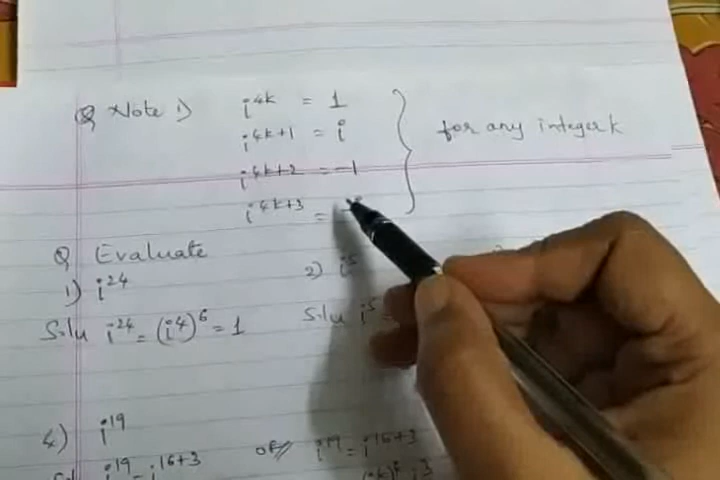 Q Note 1) i^4k = 1
i^4k+1 = i
i^4k+2 = -1
i^4k+3 =
for any integer k
Q Evaluate
1) i^24
2) i^5
Solu i^24 = (i^4)^6 = 1
Solu i^5 =
4) i^19
i^19 = i^16+3
or i^19 = i^16+3